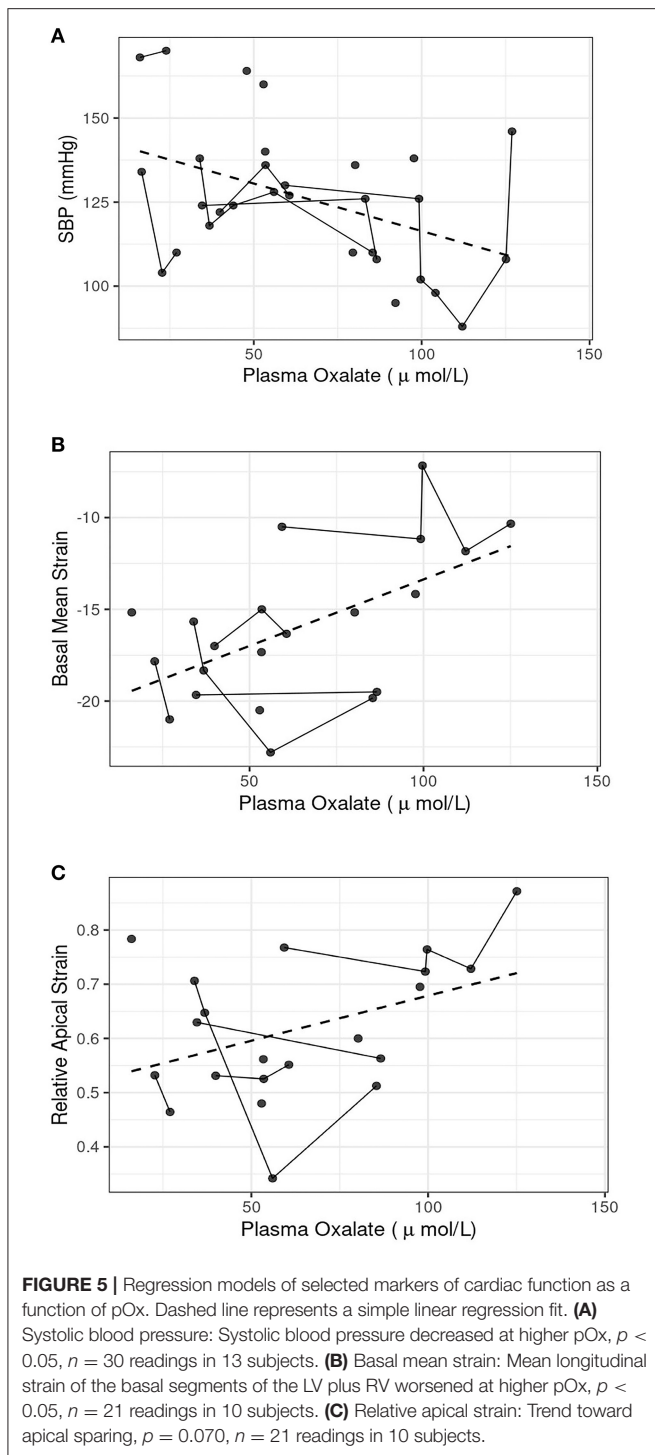 A
150
125
100
SBP (mmHg)
50
100
150
Plasma Oxalate ( μ mol/L)
B
-10
-15
-20
Basal Mean Strain
50
100
150
Plasma Oxalate ( μ mol/L)
C
0.8
0.7
0.6
0.5
0.4
Relative Apical Strain
50
100
150
Plasma Oxalate ( μ mol/L)
FIGURE 5 | Regression models of selected markers of cardiac function as a
function of pOx. Dashed line represents a simple linear regression fit. (A)
Systolic blood pressure: Systolic blood pressure decreased at higher pOx, p <
0.05, n = 30 readings in 13 subjects. (B) Basal mean strain: Mean longitudinal
strain of the basal segments of the LV plus RV worsened at higher pOx, p <
0.05, n = 21 readings in 10 subjects. (C) Relative apical strain: Trend toward
apical sparing, p = 0.070, n = 21 readings in 10 subjects.